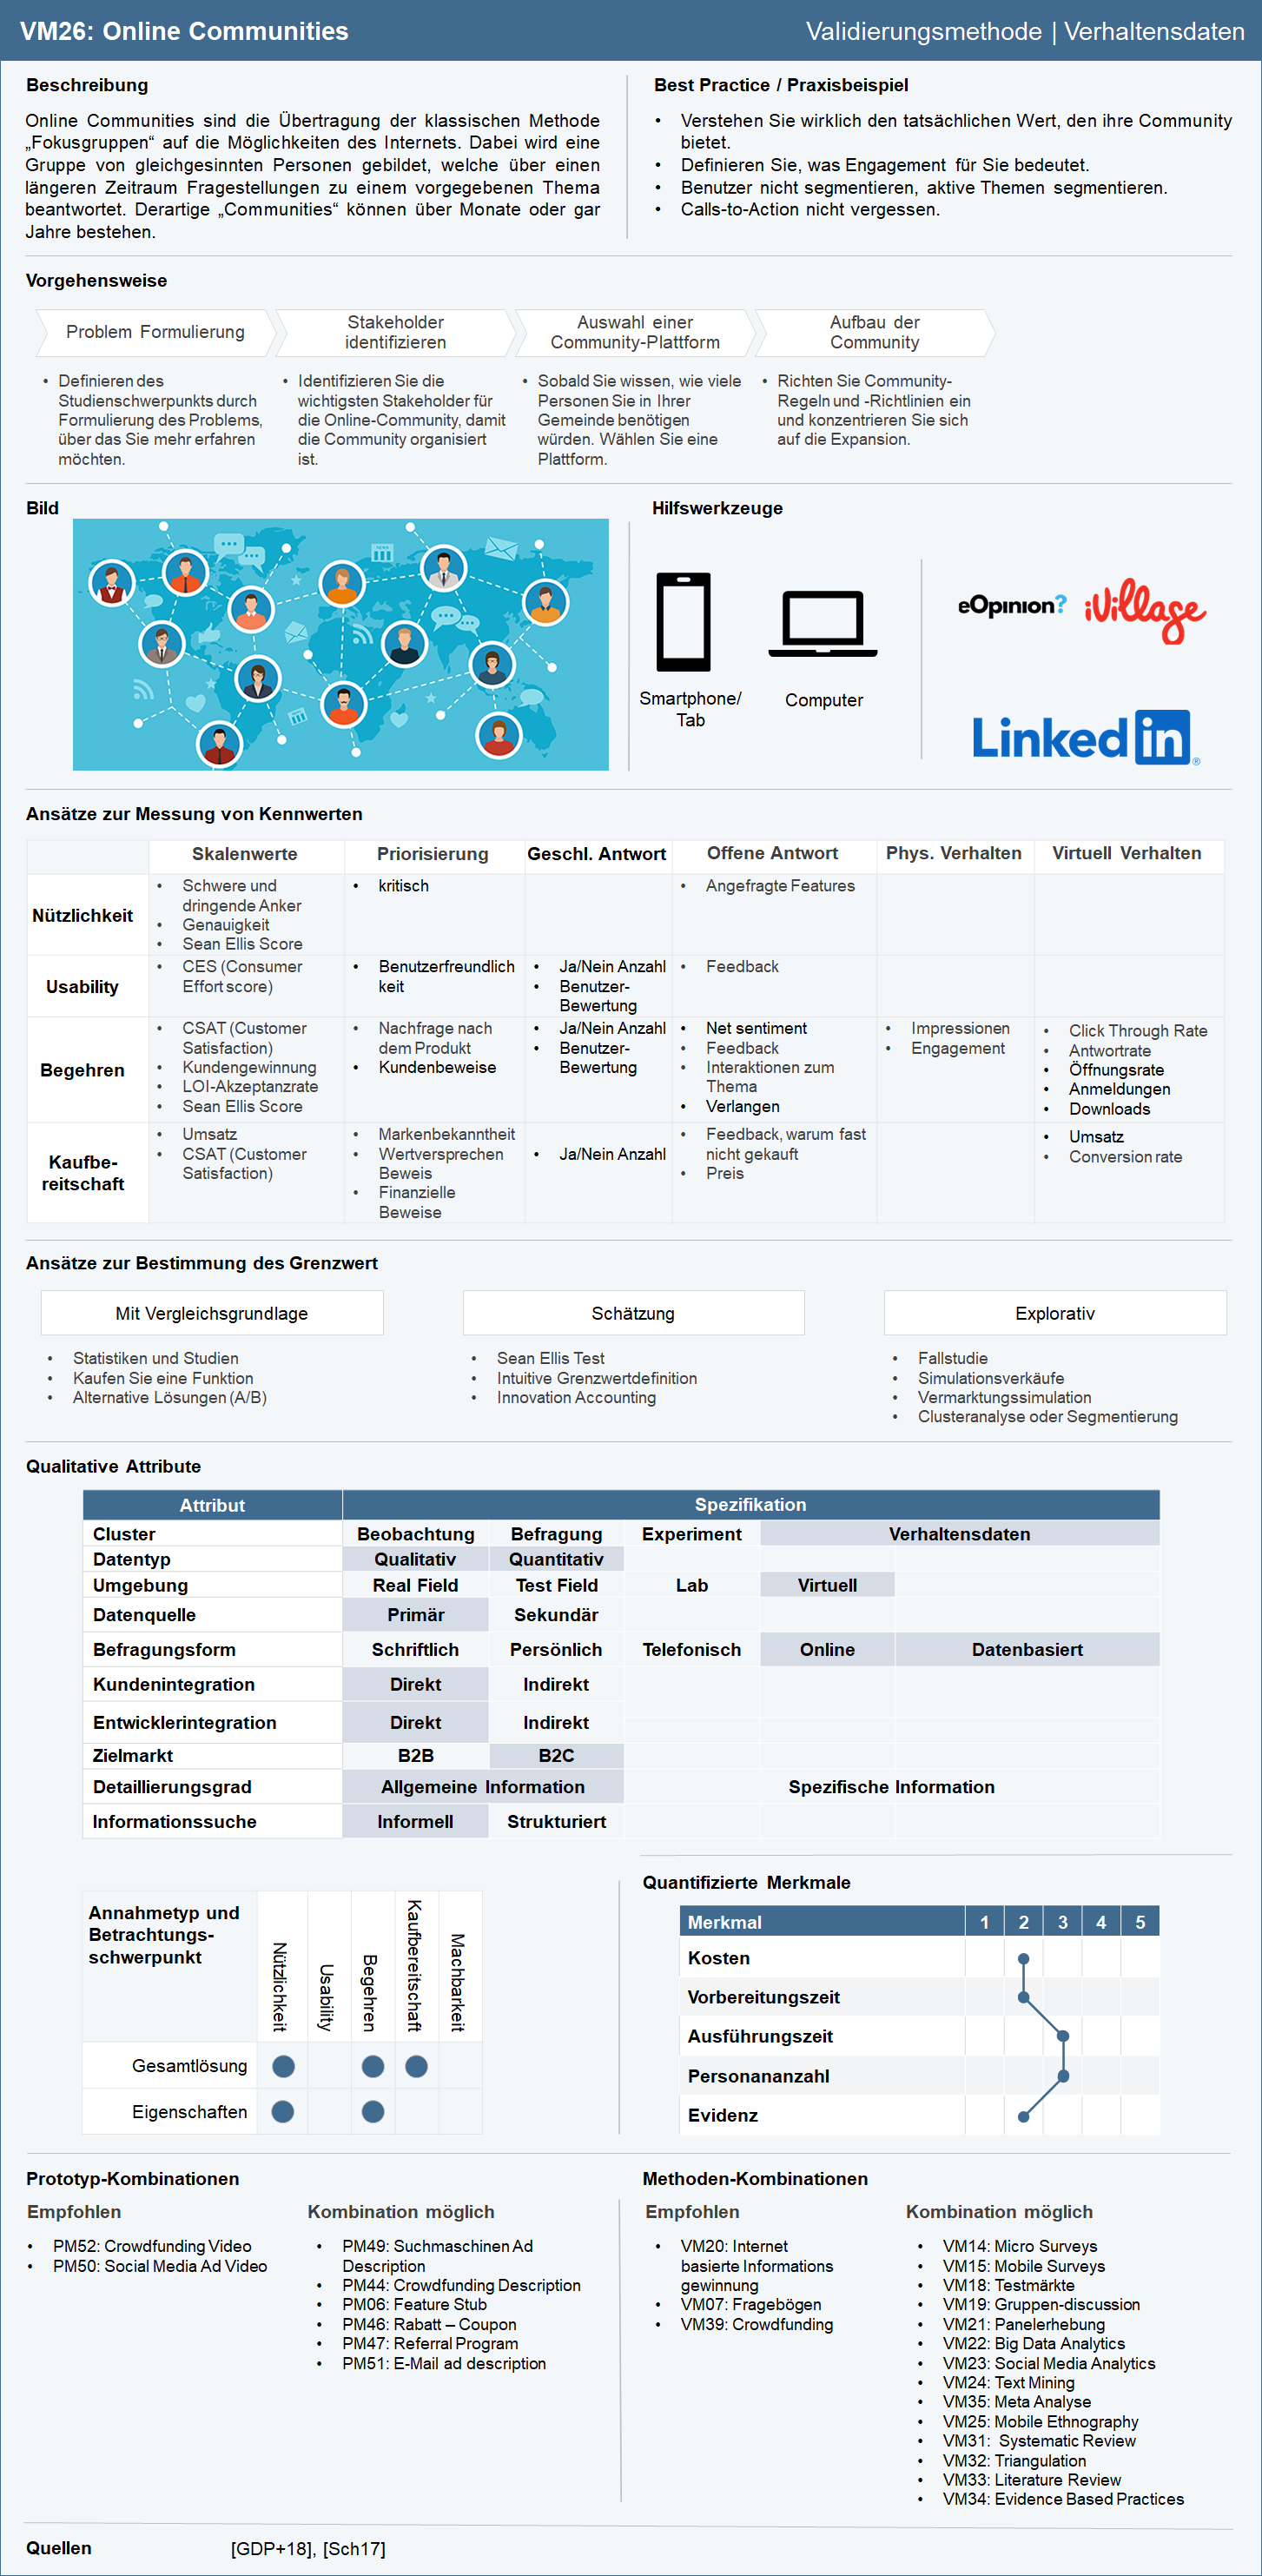 VM26: Online Communities
Validierungsmethode | Verhaltensdaten
Beschreibung
Online Communities sind die Übertragung der klassischen Methode
„Fokusgruppen“ auf die Möglichkeiten des Internets. Dabei wird eine
Gruppe von gleichgesinnten Personen gebildet, welche über einen
längeren Zeitraum Fragestellungen zu einem vorgegebenen Thema
beantwortet. Derartige „Communities“ können über Monate oder gar
Jahre bestehen.
Best Practice / Praxisbeispiel
• Verstehen Sie wirklich den tatsächlichen Wert, den ihre Community
bietet.
• Definieren Sie, was Engagement für Sie bedeutet.
• Benutzer nicht segmentieren, aktive Themen segmentieren.
• Calls-to-Action nicht vergessen.
Vorgehensweise
Problem Formulierung
• Definieren des
Studienschwerpunkts durch
Formulierung des Problems,
über das Sie mehr erfahren
möchten.
Stakeholder
identifizieren
• Identifizieren Sie die
wichtigsten Stakeholder für
die Online-Community, damit
die Community organisiert
ist.
Auswahl einer
Community-Plattform
• Sobald Sie wissen, wie viele
Personen Sie in Ihrer
Gemeinde benötigen
würden. Wählen Sie eine
Plattform.
Aufbau der
Community
• Richten Sie Community-
Regeln und -Richtlinien ein
und konzentrieren Sie sich
auf die Expansion.
Bild
Hilfswerkzeuge
Smartphone/
Tab
Computer
eOpinion?
iVillage
Linked in ®
Ansätze zur Messung von Kennwerten
Skalenwerte
Priorisierung
Geschl. Antwort
Offene Antwort
Phys. Verhalten
Virtuell Verhalten
Nützlichkeit
• Schwere und
dringende Anker
• Genauigkeit
• Sean Ellis Score
• kritisch
• Angefragte Features
Usability
• CES (Consumer
Effort score)
• Benutzerfreundlich
keit
• Ja/Nein Anzahl
• Benutzer-
Bewertung
• Feedback
Begehren
• CSAT (Customer
Satisfaction)
• Kundengewinnung
• LOI-Akzeptanzrate
• Sean Ellis Score
• Nachfrage nach
dem Produkt
• Kundenbeweise
• Ja/Nein Anzahl
• Benutzer-
Bewertung
• Net sentiment
• Feedback
• Interaktionen zum
Thema
• Verlangen
• Impressionen
• Engagement
• Click Through Rate
• Antwortrate
• Öffnungsrate
• Anmeldungen
• Downloads
Kaufbe-
reitschaft
• Umsatz
• CSAT (Customer
Satisfaction)
• Markenbekanntheit
• Wertversprechen
Beweis
• Finanzielle
Beweise
• Ja/Nein Anzahl
• Feedback, warum fast
nicht gekauft
• Preis
• Umsatz
• Conversion rate
Ansätze zur Bestimmung des Grenzwert
Mit Vergleichsgrundlage
• Statistiken und Studien
• Kaufen Sie eine Funktion
• Alternative Lösungen (A/B)
Schätzung
• Sean Ellis Test
• Intuitive Grenzwertdefinition
• Innovation Accounting
Explorativ
• Fallstudie
• Simulationsverkäufe
• Vermarktungssimulation
• Clusteranalyse oder Segmentierung
Qualitative Attribute
Attribut Spezifikation
Cluster Beobachtung Befragung Experiment Verhaltensdaten
Datentyp Qualitativ Quantitativ
Umgebung Real Field Test Field Lab Virtuell
Datenquelle Primär Sekundär
Befragungsform Schriftlich Persönlich Telefonisch Online Datenbasiert
Kundenintegration Direkt Indirekt
Entwicklerintegration Direkt Indirekt
Zielmarkt B2B B2C
Detaillierungsgrad Allgemeine Information Spezifische Information
Informationssuche Informell Strukturiert
Annahmetyp und
Betrachtungs-
schwerpunkt
Nützlichkeit
Usability
Begehren
Kaufbereitschaft
Machbarkeit
Gesamtlösung
Eigenschaften
Quantifizierte Merkmale
Merkmal 1 2 3 4 5
Kosten
Vorbereitungszeit
Ausführungszeit
Personananzahl
Evidenz
Prototyp-Kombinationen
Empfohlen
• PM52: Crowdfunding Video
• PM50: Social Media Ad Video
Kombination möglich
• PM49: Suchmaschinen Ad
Description
• PM44: Crowdfunding Description
• PM06: Feature Stub
• PM46: Rabatt – Coupon
• PM47: Referral Program
• PM51: E-Mail ad description
Methoden-Kombinationen
Empfohlen
• VM20: Internet
basierte Informations
gewinnung
• VM07: Fragebögen
• VM39: Crowdfunding
Kombination möglich
• VM14: Micro Surveys
• VM15: Mobile Surveys
• VM18: Testmärkte
• VM19: Gruppen-discussion
• VM21: Panelerhebung
• VM22: Big Data Analytics
• VM23: Social Media Analytics
• VM24: Text Mining
• VM35: Meta Analyse
• VM25: Mobile Ethnography
• VM31: Systematic Review
• VM32: Triangulation
• VM33: Literature Review
• VM34: Evidence Based Practices
Quellen
[GDP+18], [Sch17]